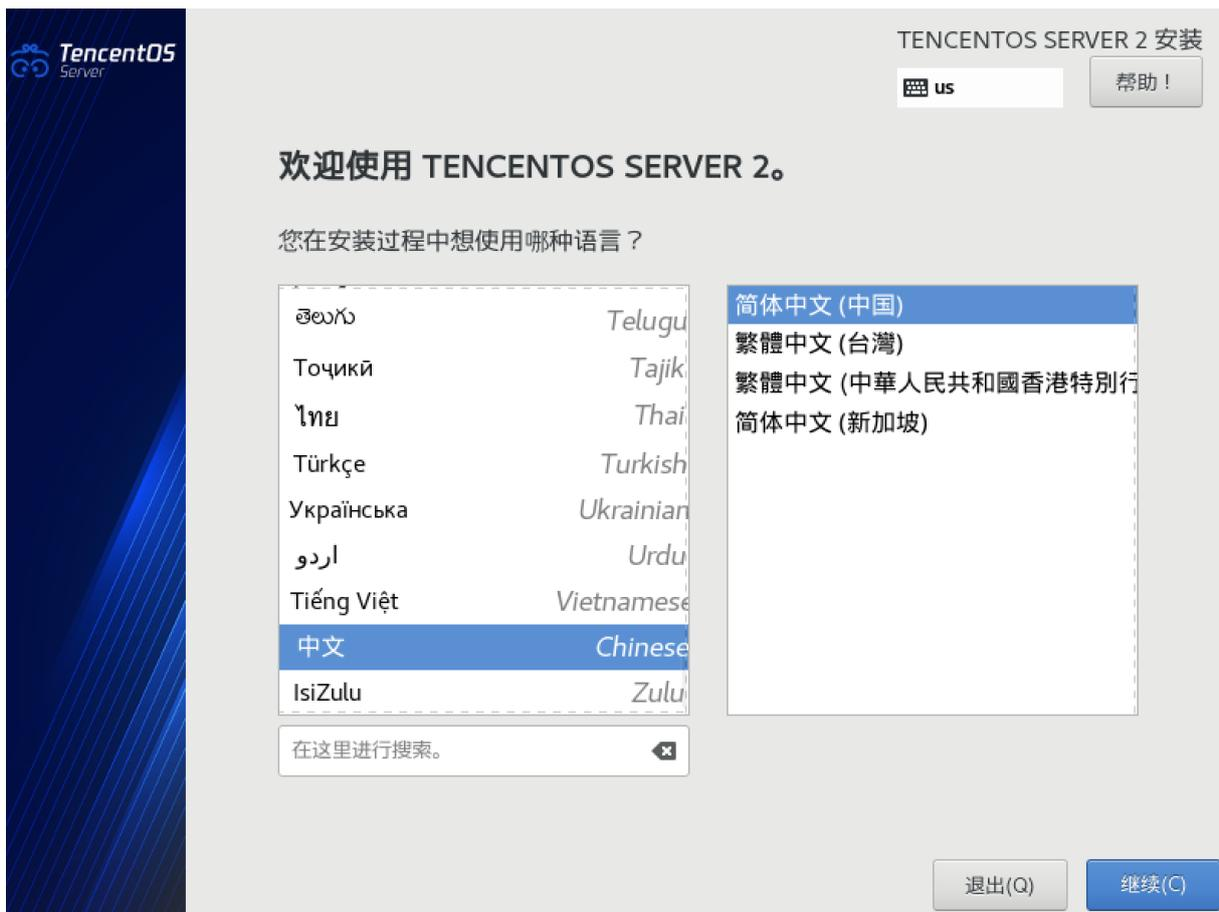 TencentOS
Server
TENCENTOS SERVER 2 安装
us
帮助！
欢迎使用 TENCENTOS SERVER 2。
您在安装过程中想使用哪种语言？
తెలుగు Telugu
Тоҷикӣ Tajik
ไทย Thai
Türkçe Turkish
Українська Ukrainian
اردو Urdu
Tiếng Việt Vietnamese
中文 Chinese
IsiZulu Zulu
简体中文 (中国)
繁體中文 (台灣)
繁體中文 (中華人民共和國香港特別行
简体中文 (新加坡)
在这里进行搜索。
退出(Q)
继续(C)